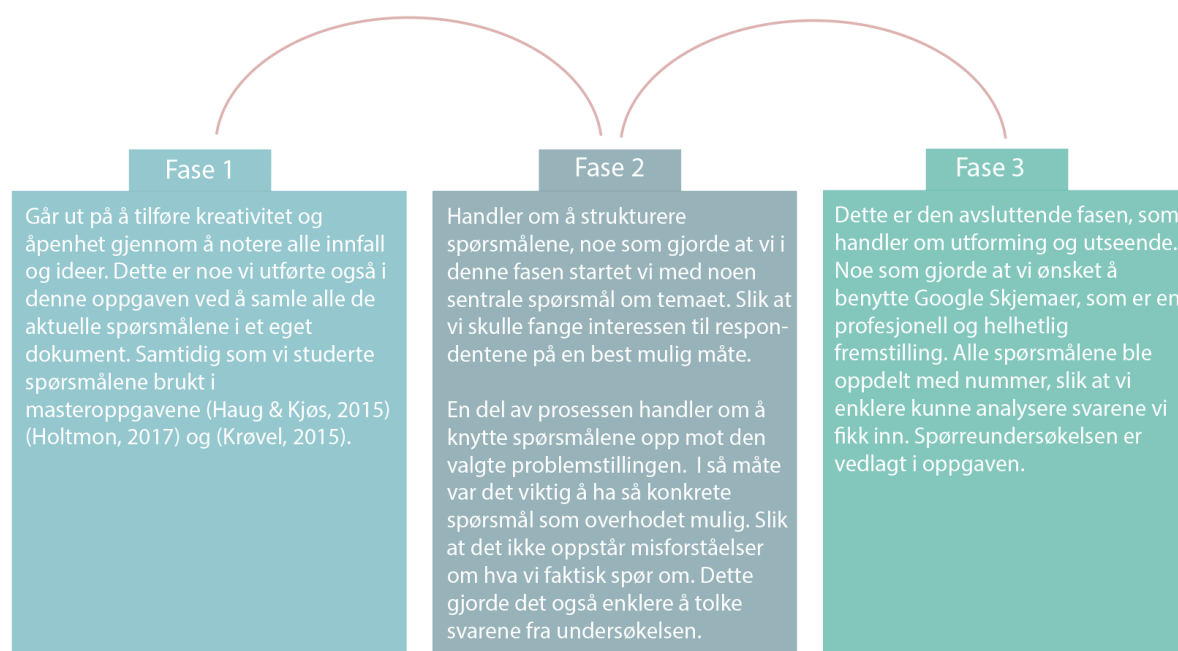 Fase 1
Går ut på å tilføre kreativitet og
åpenhet gjennom å notere alle innfall
og ideer. Dette er noe vi utførte også i
denne oppgaven ved å samle alle de
aktuelle spørsmålene i et eget
dokument. Samtidig som vi studerte
spørsmålene brukt i
masteroppgavene (Haug & Kjøs, 2015)
(Holtmon, 2017) og (Krøvel, 2015).
Fase 2
Handler om å strukturere
spørsmålene, noe som gjorde at vi i
denne fasen startet vi med noen
sentrale spørsmål om temaet. Slik at
vi skulle fange interessen til respon-
dentene på en best mulig måte.
En del av prosessen handler om å
knytte spørsmålene opp mot den
valgte problemstillingen.  I så måte
var det viktig å ha så konkrete
spørsmål som overhodet mulig. Slik
at det ikke oppstår misforståelser
om hva vi faktisk spør om. Dette
gjorde det også enklere å tolke
svarene fra undersøkelsen.
Fase 3
Dette er den avsluttende fasen, som
handler om utforming og utseende.
Noe som gjorde at vi ønsket å
benytte Google Skjemaer, som er en
profesjonell og helhetlig
fremstilling. Alle spørsmålene ble
oppdelt med nummer, slik at vi
enklere kunne analysere svarene vi
fikk inn. Spørreundersøkelsen er
vedlagt i oppgaven.